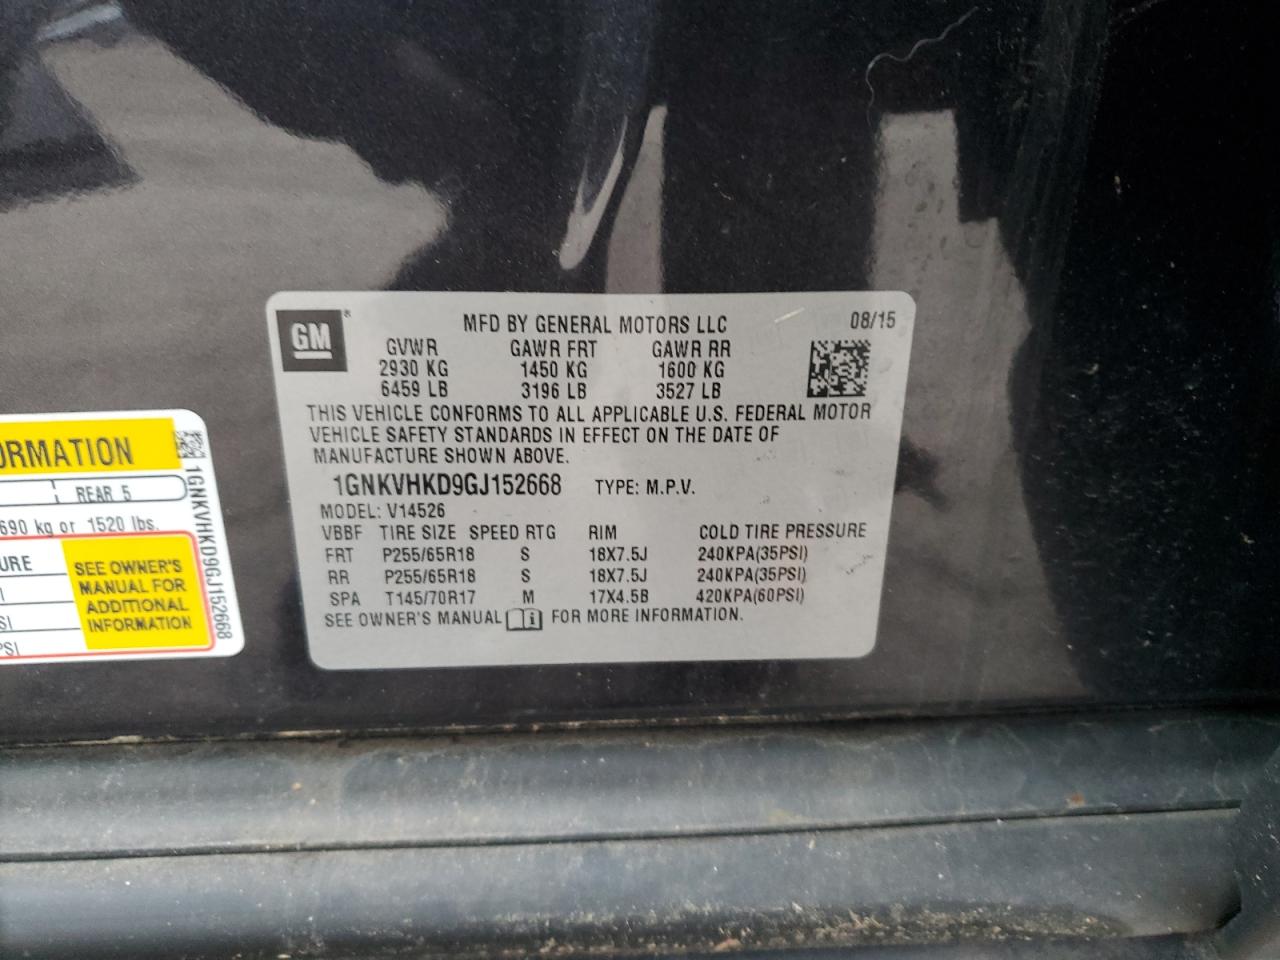 GM®
MFD BY GENERAL MOTORS LLC 08/15
GVWR GAWR FRT GAWR RR
2930 KG 1450 KG 1600 KG
6459 LB 3196 LB 3527 LB
THIS VEHICLE CONFORMS TO ALL APPLICABLE U.S. FEDERAL MOTOR
VEHICLE SAFETY STANDARDS IN EFFECT ON THE DATE OF
MANUFACTURE SHOWN ABOVE.
1GNKVHKD9GJ152668 TYPE: M.P.V.
MODEL: V14526
VBBF TIRE SIZE SPEED RTG RIM COLD TIRE PRESSURE
FRT P255/65R18 S 18X7.5J 240KPA(35PSI)
RR P255/65R18 S 18X7.5J 240KPA(35PSI)
SPA T145/70R17 M 17X4.5B 420KPA(60PSI)
SEE OWNER'S MANUAL FOR MORE INFORMATION.
ORMATION
REAR 5
690 kg or 1520 lbs.
URE
SEE OWNER'S
MANUAL FOR
ADDITIONAL
INFORMATION
SI
PSI
1GNKVHKD9GJ152668